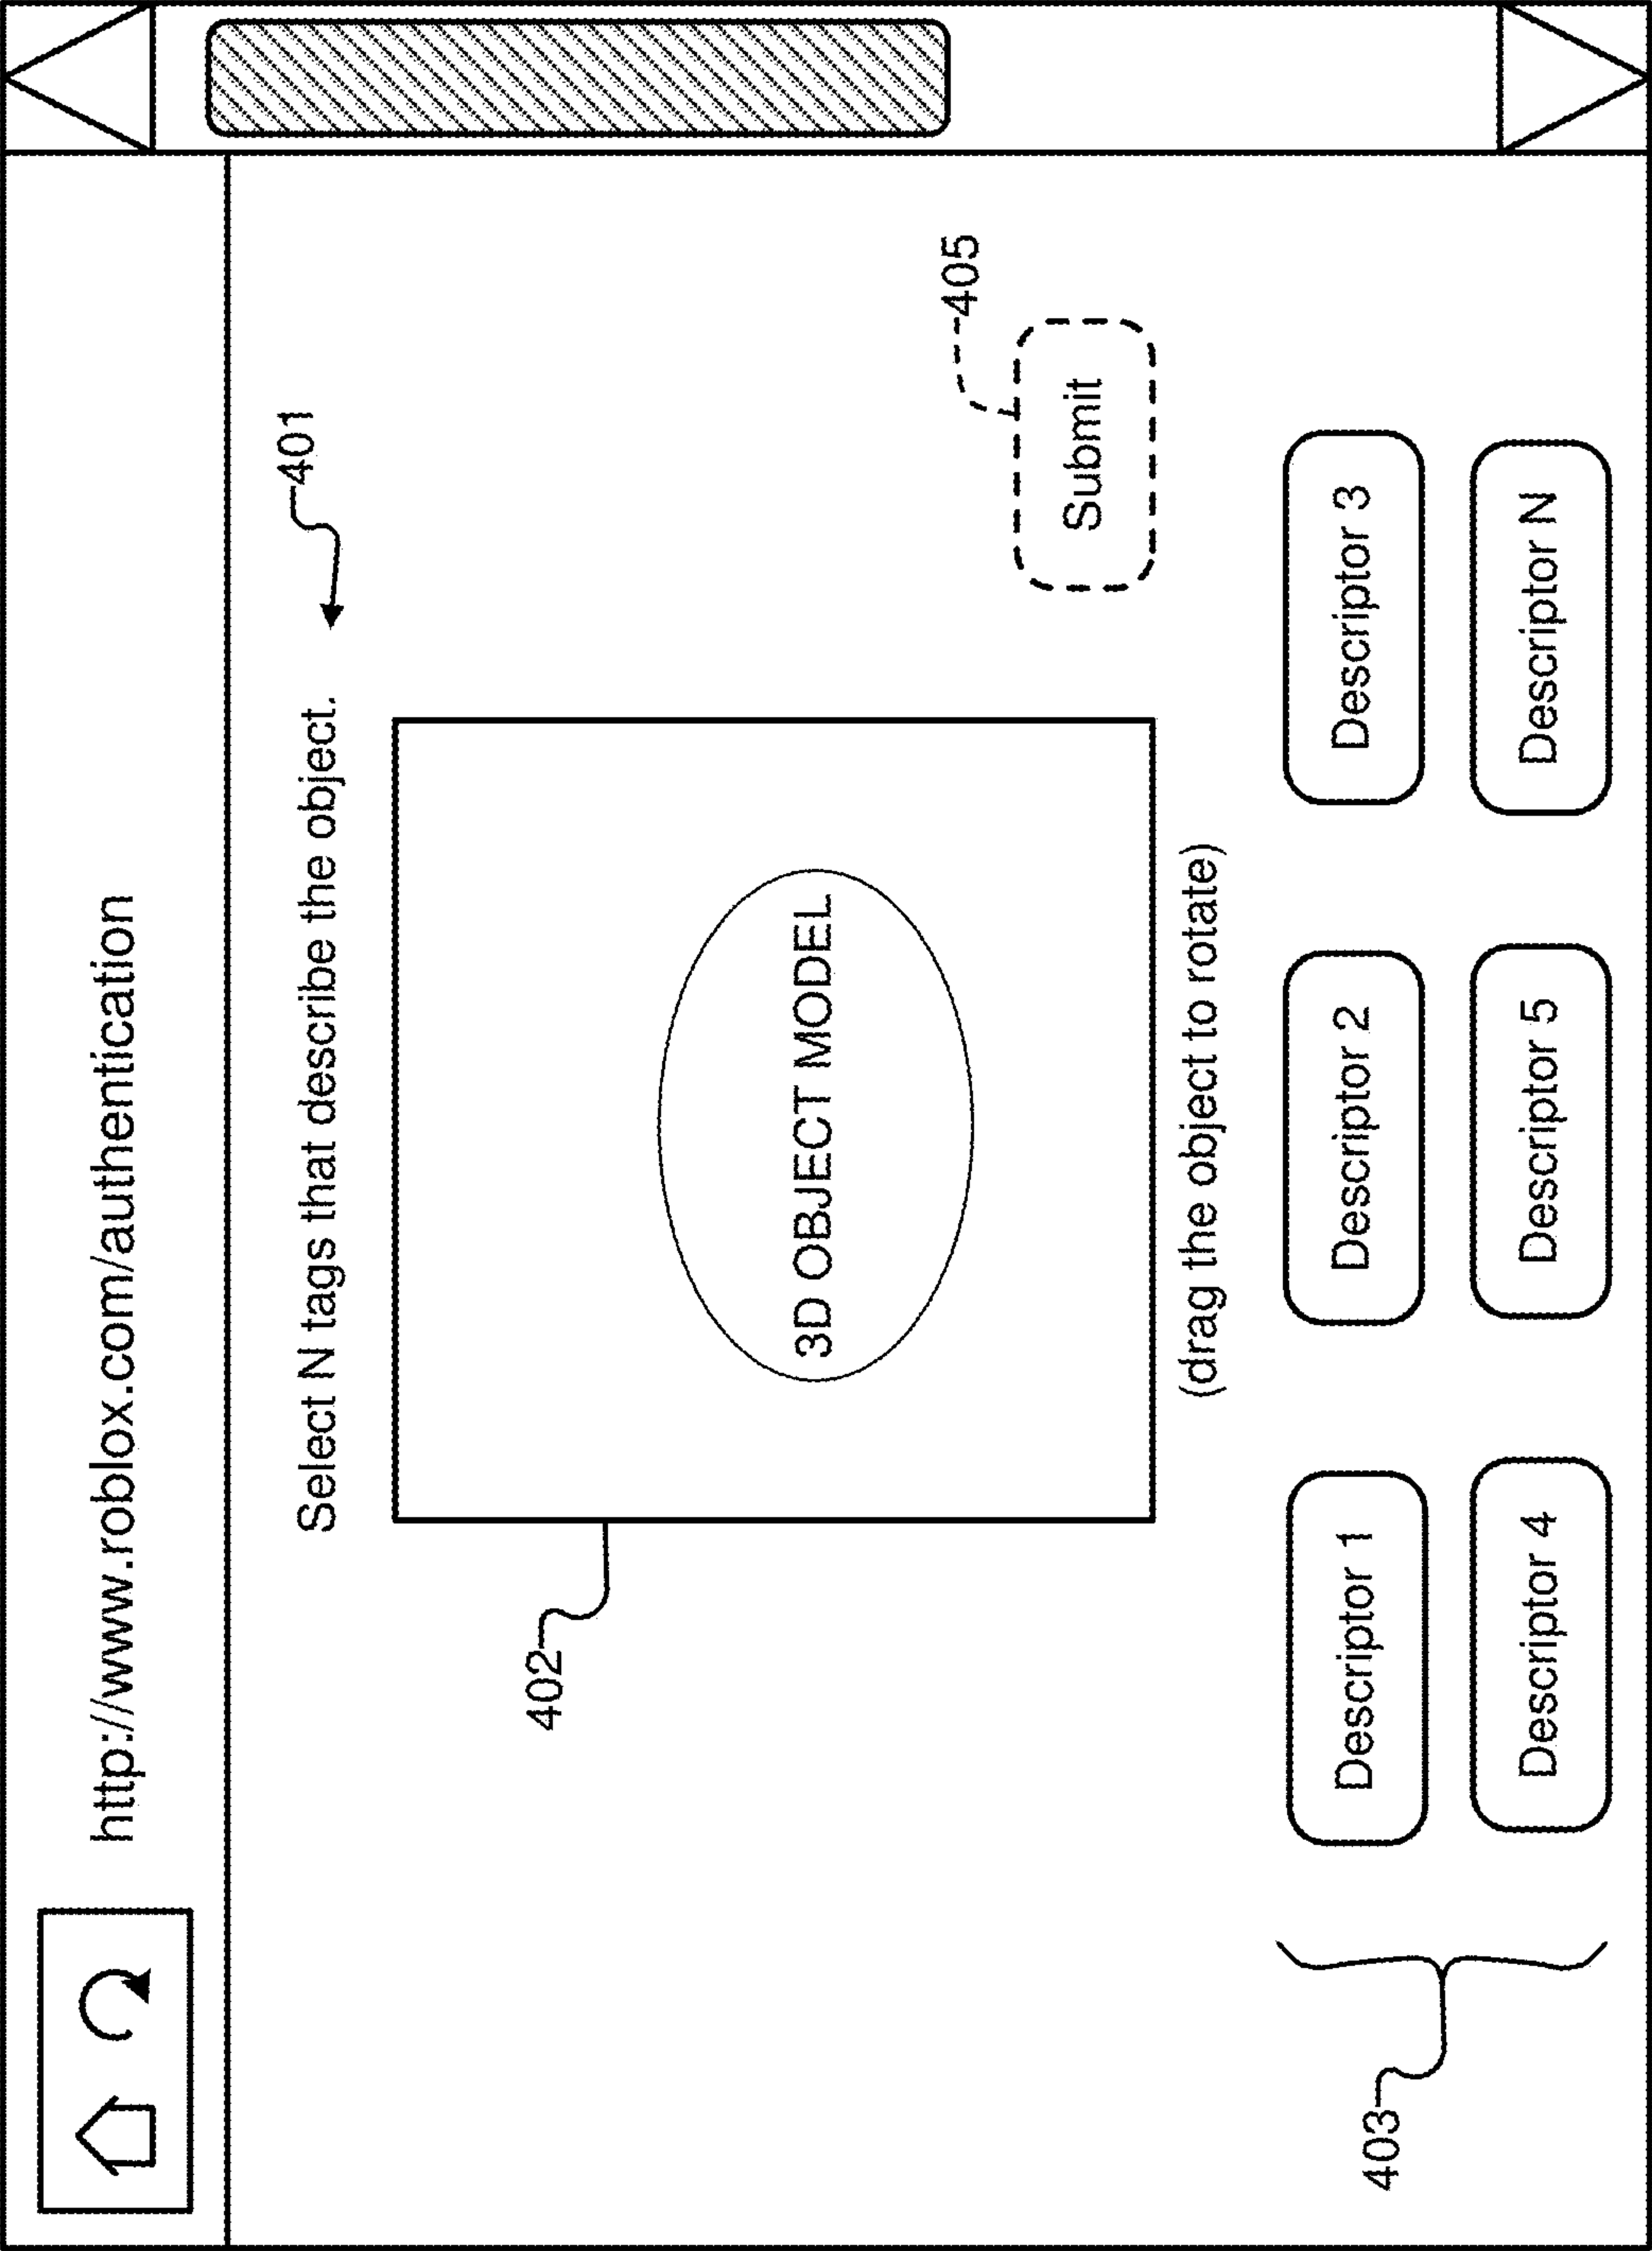 http://www.roblox.com/authentication
401
Select N tags that describe the object.
402
3D OBJECT MODEL
405
Submit
(drag the object to rotate)
403
Descriptor 1
Descriptor 2
Descriptor 3
Descriptor 4
Descriptor 5
Descriptor N